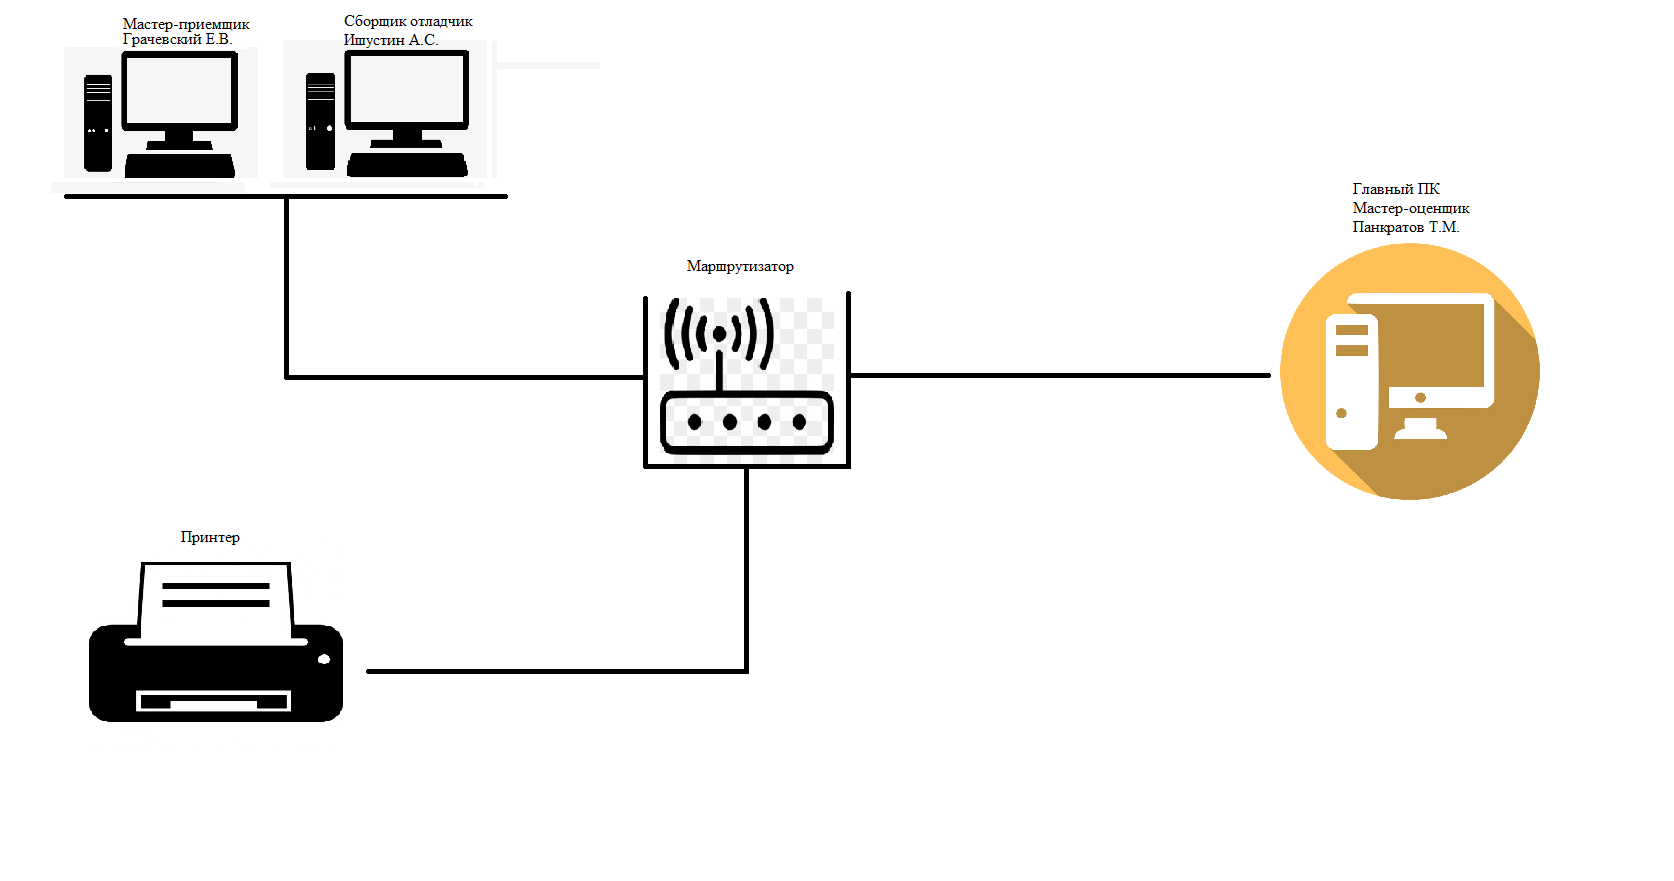 Мастер-приемщик
Грачевский Е.В.
Сборщик отладчик
Ишустин А.С.
Главный ПК
Мастер-оценщик
Панкратов Т.М.
Маршрутизатор
Принтер